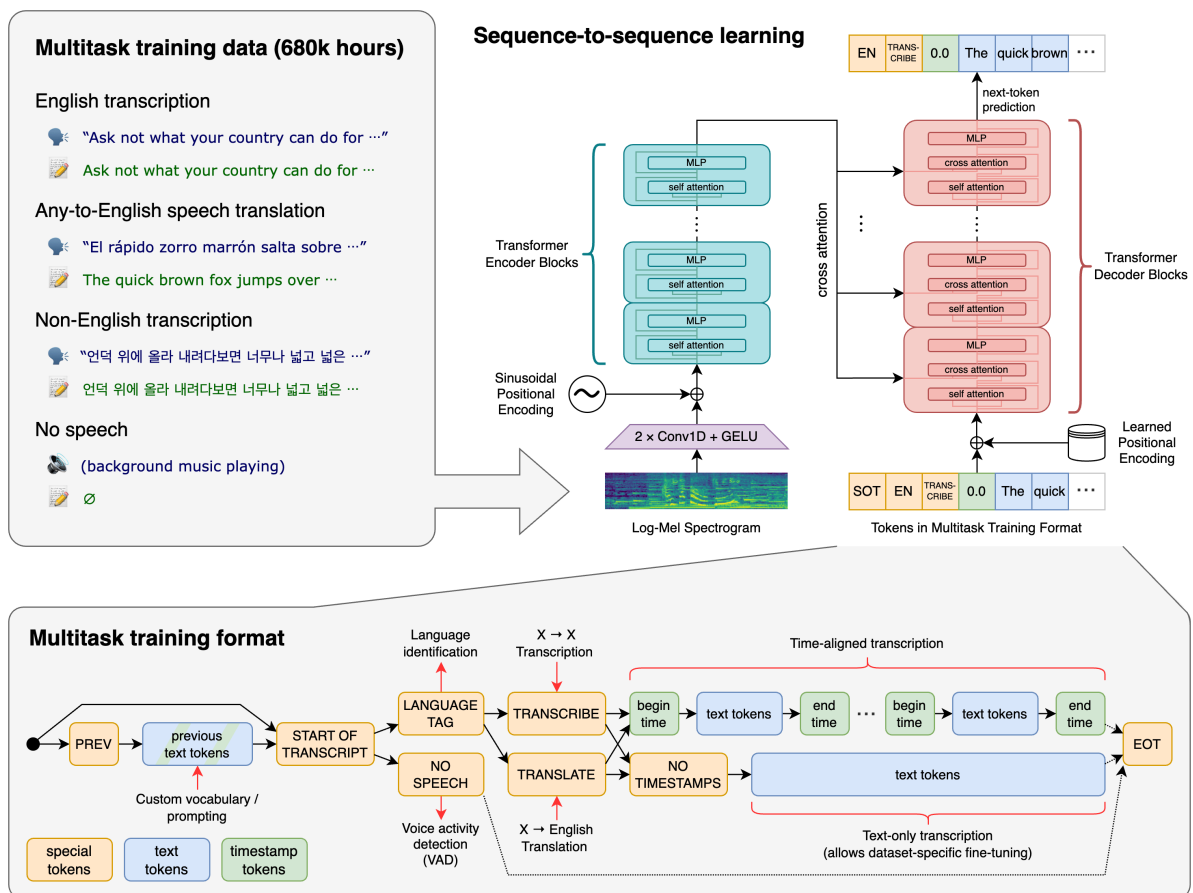 Multitask training data (680k hours)
English transcription
“Ask not what your country can do for ⋯”
Ask not what your country can do for ⋯
Any-to-English speech translation
“El rápido zorro marrón salta sobre ⋯”
The quick brown fox jumps over ⋯
Non-English transcription
“언덕 위에 올라 내려다보면 너무나 넓고 넓은 ⋯”
언덕 위에 올라 내려다보면 너무나 넓고 넓은 ⋯
No speech
(background music playing)
∅
Sequence-to-sequence learning
EN
TRANS-
CRIBE
0.0
The
quick
brown
⋯
next-token
prediction
MLP
self attention
⋮
MLP
self attention
MLP
self attention
Transformer
Encoder Blocks
Sinusoidal
Positional
Encoding
2 × Conv1D + GELU
Log-Mel Spectrogram
cross attention
⋮
MLP
cross attention
self attention
⋮
MLP
cross attention
self attention
MLP
cross attention
self attention
Transformer
Decoder Blocks
Learned
Positional
Encoding
SOT
EN
TRANS-
CRIBE
0.0
The
quick
⋯
Tokens in Multitask Training Format
Multitask training format
PREV
previous
text tokens
Custom vocabulary /
prompting
START OF
TRANSCRIPT
Language
identification
LANGUAGE
TAG
NO
SPEECH
Voice activity
detection
(VAD)
X → X
Transcription
TRANSCRIBE
TRANSLATE
X → English
Translation
Time-aligned transcription
begin
time
text tokens
end
time
⋯
begin
time
text tokens
end
time
NO
TIMESTAMPS
text tokens
Text-only transcription
(allows dataset-specific fine-tuning)
EOT
special
tokens
text
tokens
timestamp
tokens